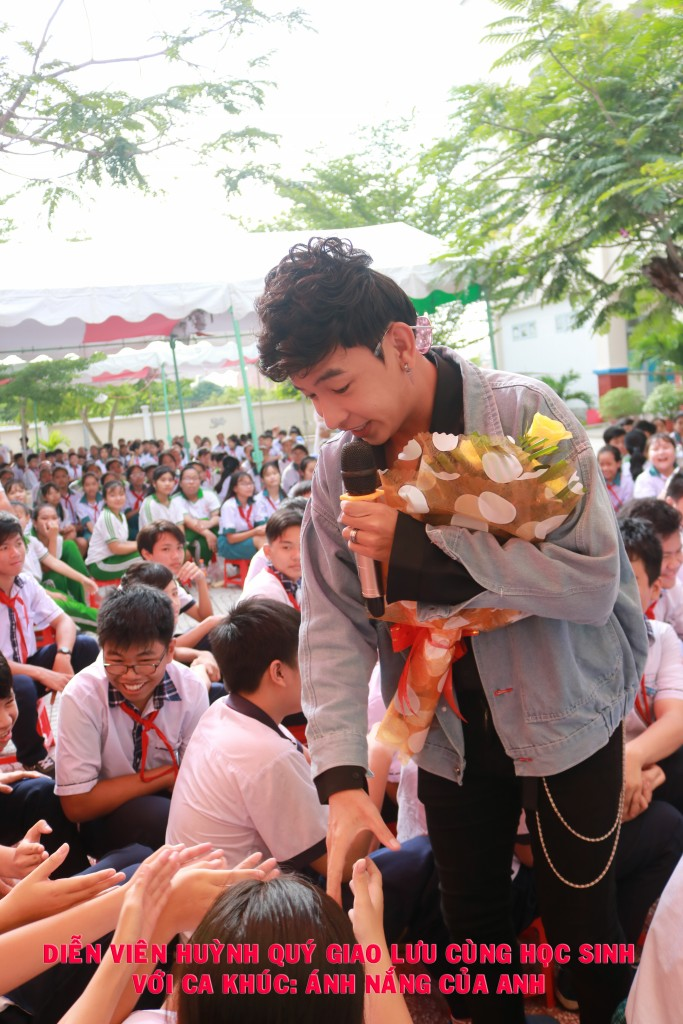 DIỄN VIÊN HUỲNH QUÝ GIAO LƯU CÙNG HỌC SINH
VỚI CA KHÚC: ÁNH NẮNG CỦA ANH